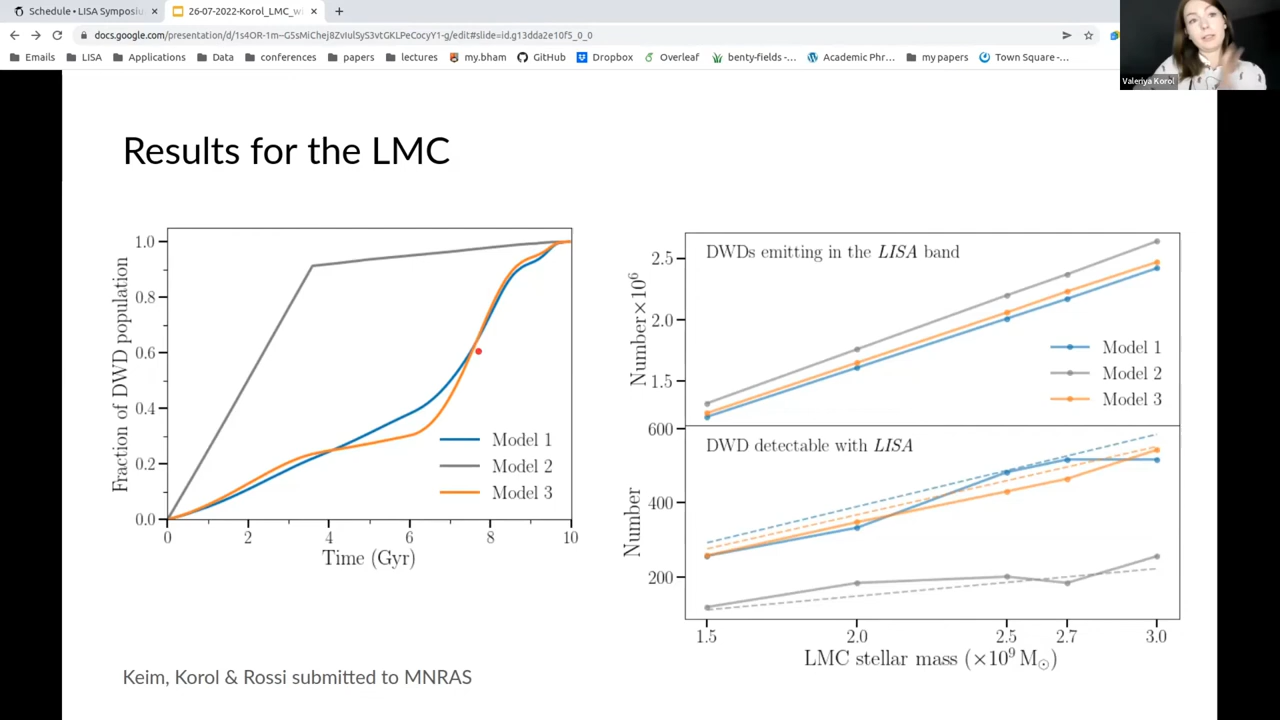 Schedule • LISA Symposiu
26-07-2022-Korol_LMC_wi
docs.google.com/presentation/d/1s4OR-1m--G5sMiChej8ZvIulSyS3vtGKLPeCocyY1-g/edit#slide=id.g13dda2e10f5_0_0
Emails LISA Applications Data conferences papers lectures my.bham GitHub Dropbox Overleaf benty-fields -... Academic Phr... my papers Town Square -...
Valeriya Korol
Results for the LMC
Fraction of DWD population
1.0
0.8
0.6
0.4
0.2
0.0
Model 1
Model 2
Model 3
0 2 4 6 8 10
Time (Gyr)
DWDs emitting in the LISA band
Number×10⁶
2.5
2.0
1.5
Model 1
Model 2
Model 3
DWD detectable with LISA
Number
600
400
200
1.5 2.0 2.5 2.7 3.0
LMC stellar mass (×10⁹ M☉)
Keim, Korol & Rossi submitted to MNRAS